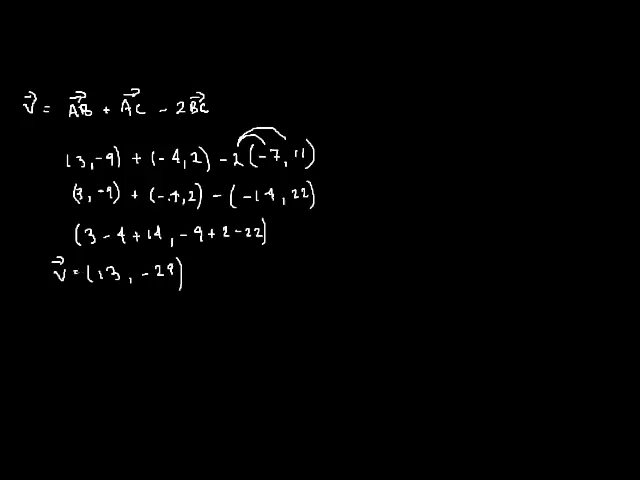 V⃗ = AB⃗ + AC⃗ - 2BC⃗
(3, -9) + (-4, 2) - 2(-7, 11)
(3, -9) + (-4, 2) - (-14, 22)
(3 - 4 + 14, -9 + 2 - 22)
V⃗ = (13, -29)